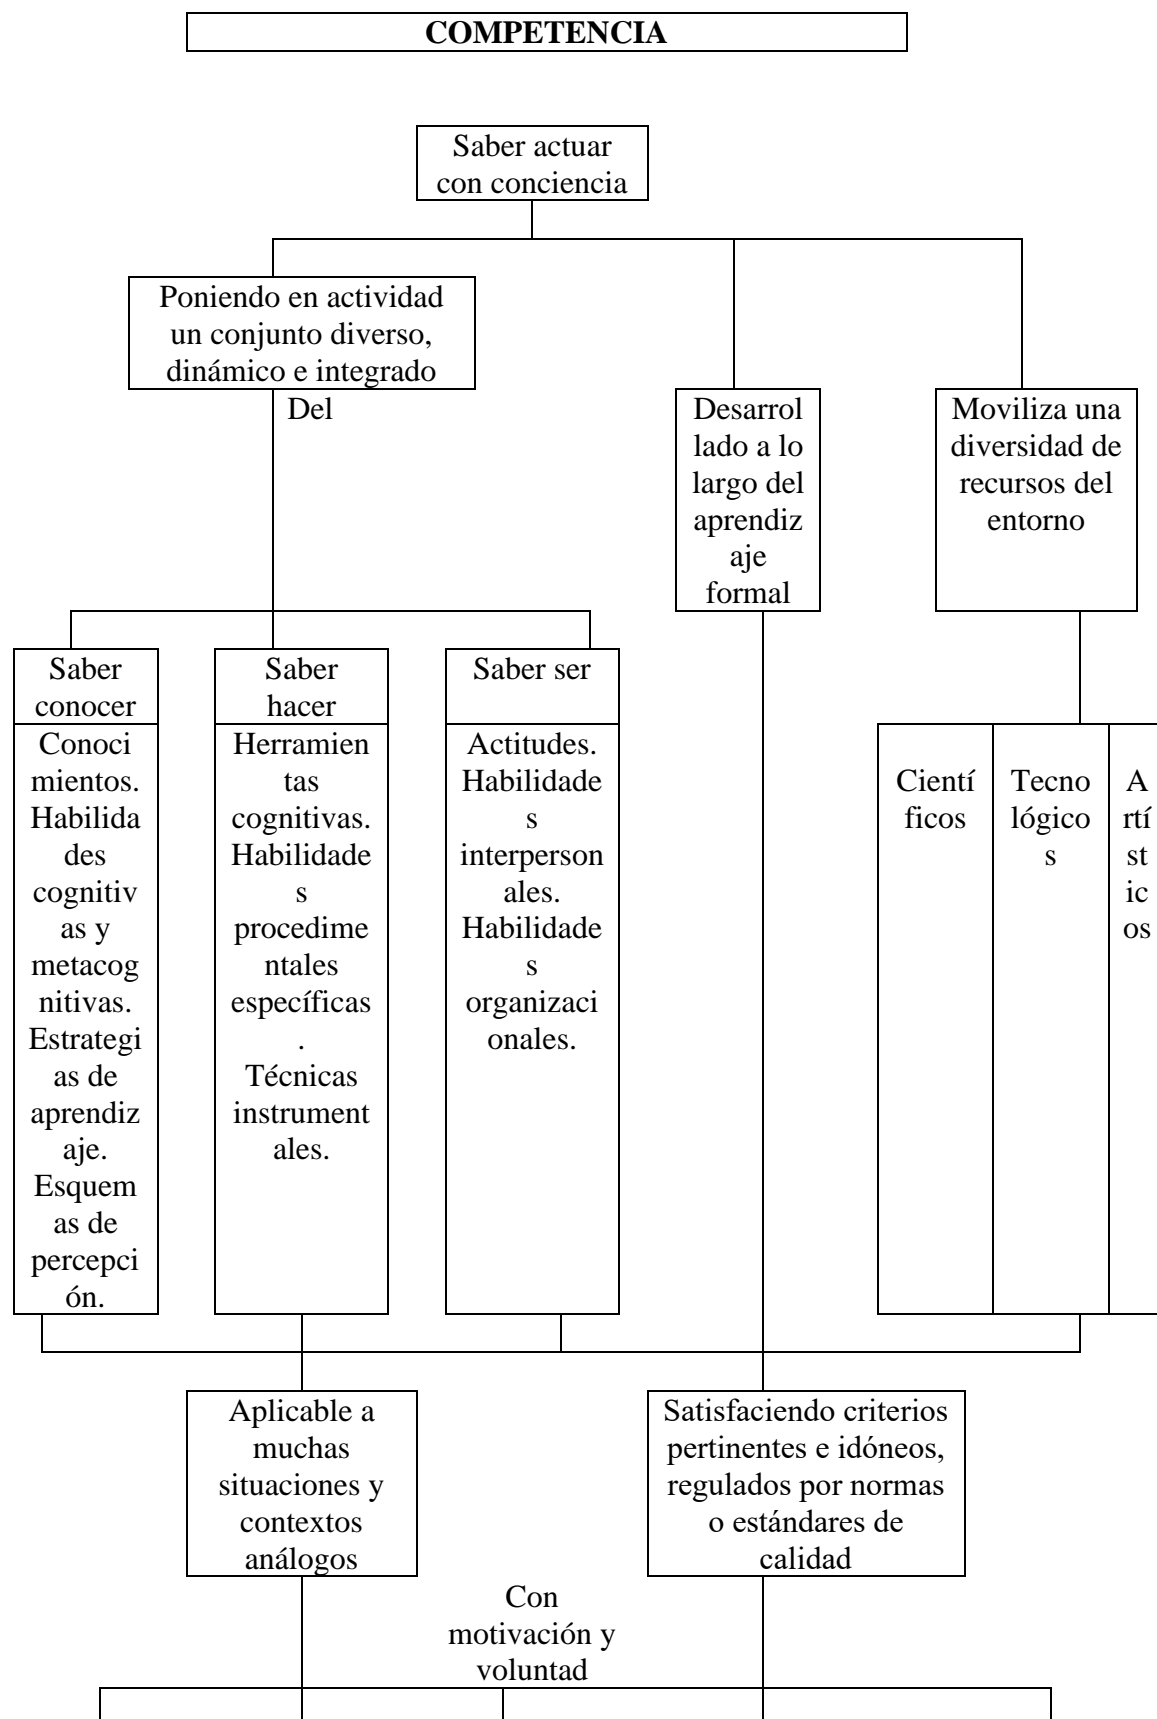 COMPETENCIA
Saber actuar
con conciencia
Poniendo en actividad
un conjunto diverso,
dinámico e integrado
Del
Desarrol
lado a lo
largo del
aprendiz
aje
formal
Moviliza una
diversidad de
recursos del
entorno
Saber
conocer
Conoci
mientos.
Habilida
des
cognitiv
as y
metacog
nitivas.
Estrategi
as de
aprendiz
aje.
Esquem
as de
percepci
ón.
Saber
hacer
Herramien
tas
cognitivas.
Habilidade
s
procedime
ntales
específicas
.
Técnicas
instrument
ales.
Saber ser
Actitudes.
Habilidade
s
interperson
ales.
Habilidade
s
organizaci
onales.
Cientí
ficos
Tecno
lógico
s
A
rtí
st
ic
os
Aplicable a
muchas
situaciones y
contextos
análogos
Satisfaciendo criterios
pertinentes e idóneos,
regulados por normas
o estándares de
calidad
Con
motivación y
voluntad